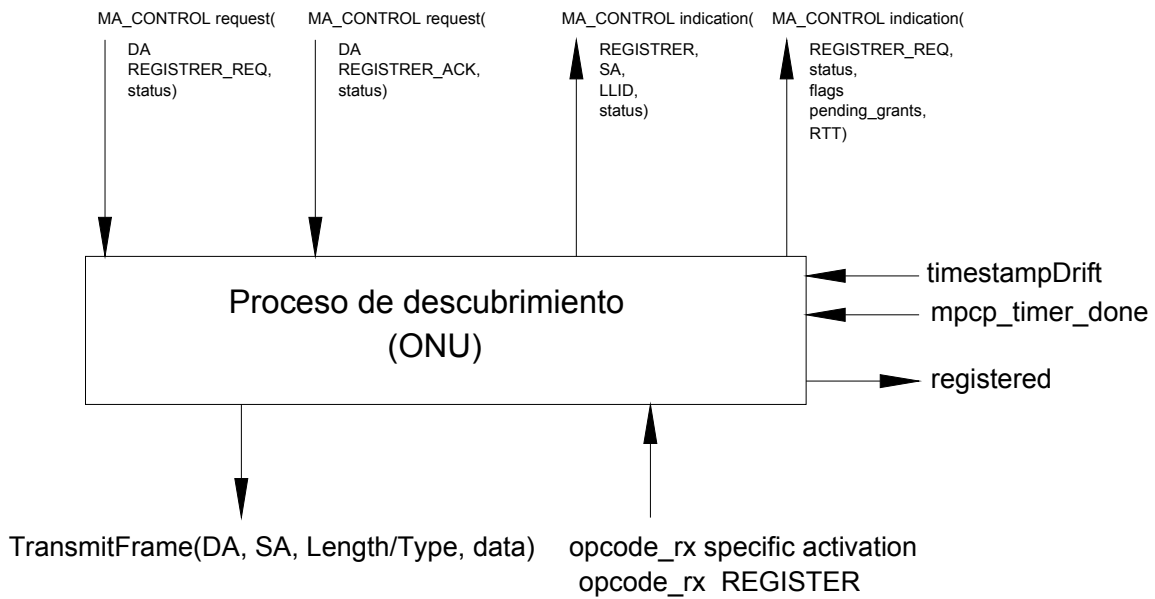 MA_CONTROL request(
DA
REGISTRER_REQ,
status)
MA_CONTROL request(
DA
REGISTRER_ACK,
status)
MA_CONTROL indication(
REGISTRER,
SA,
LLID,
status)
MA_CONTROL indication(
REGISTRER_REQ,
status,
flags
pending_grants,
RTT)
Proceso de descubrimiento
(ONU)
timestampDrift
mpcp_timer_done
registered
TransmitFrame(DA, SA, Length/Type, data)
opcode_rx specific activation
opcode_rx REGISTER